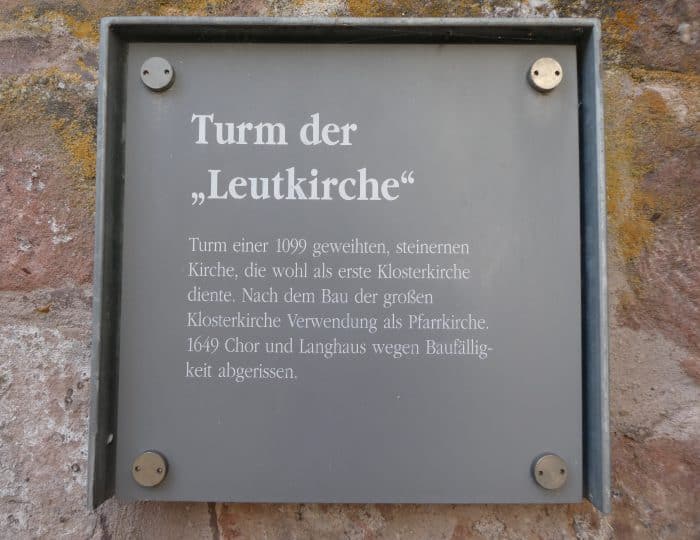 Turm der
„Leutkirche“
Turm einer 1099 geweihten, steinernen
Kirche, die wohl als erste Klosterkirche
diente. Nach dem Bau der großen
Klosterkirche Verwendung als Pfarrkirche.
1649 Chor und Langhaus wegen Baufällig-
keit abgerissen.